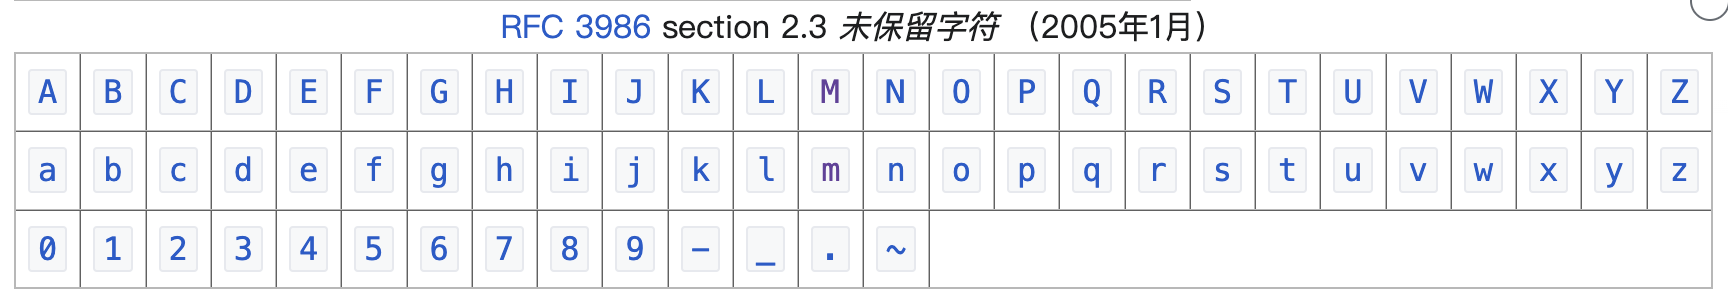 RFC 3986 section 2.3 未保留字符 （2005年1月）
A B C D E F G H I J K L M N O P Q R S T U V W X Y Z
a b c d e f g h i j k l m n o p q r s t u v w x y z
0 1 2 3 4 5 6 7 8 9 - _ . ~